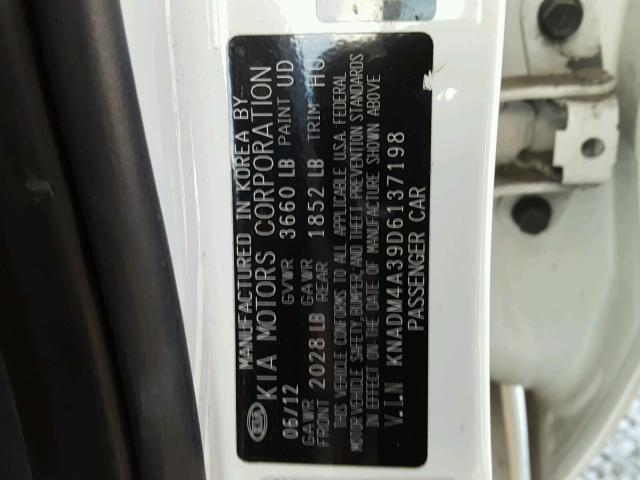 MANUFACTURED IN KOREA BY
KIA KIA MOTORS CORPORATION
06/12 GVWR 3660 LB PAINT UD
GAWR FRONT 2028 LB GAWR REAR 1852 LB TRIM HU
THIS VEHICLE CONFORMS TO ALL APPLICABLE U.S.A. FEDERAL
MOTOR VEHICLE SAFETY, BUMPER, AND THEFT PREVENTION STANDARDS
IN EFFECT ON THE DATE OF MANUFACTURE SHOWN ABOVE
V.I.N KNADM4A39D6137198
PASSENGER CAR